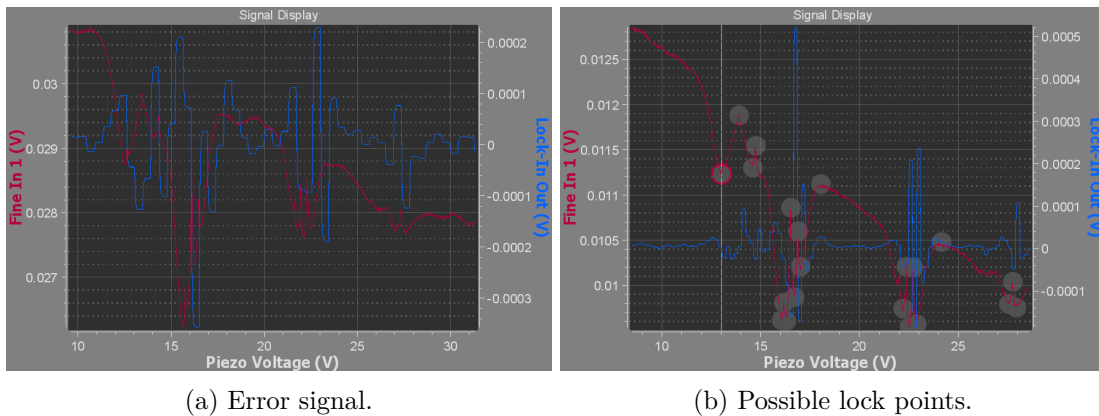 Signal Display
0.03
0.029
0.028
0.027
Fine In 1 (V)
0.0002
0.0001
0
-0.0001
-0.0002
-0.0003
Lock-In Out (V)
10 15 20 25 30
Piezo Voltage (V)
(a) Error signal.
Signal Display
0.0125
0.012
0.0115
0.011
0.0105
0.01
Fine In 1 (V)
0.0005
0.0004
0.0003
0.0002
0.0001
0
-0.0001
Lock-In Out (V)
10 15 20 25
Piezo Voltage (V)
(b) Possible lock points.